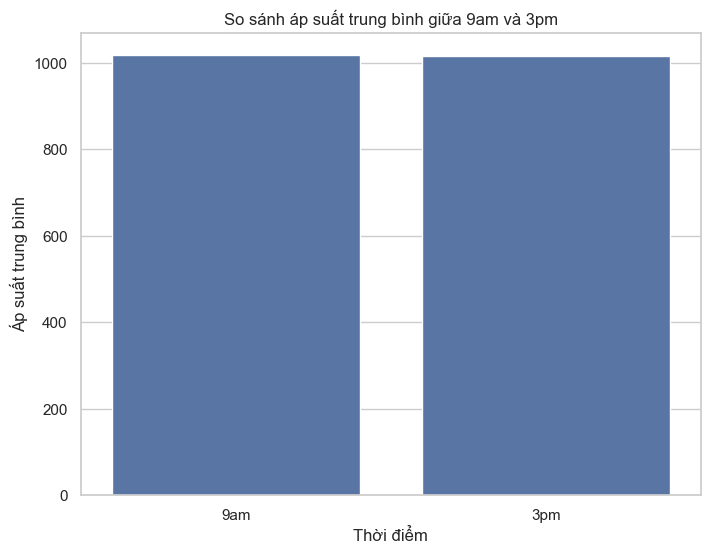 So sánh áp suất trung bình giữa 9am và 3pm
Áp suất trung bình
1000
800
600
400
200
0
9am
3pm
Thời điểm